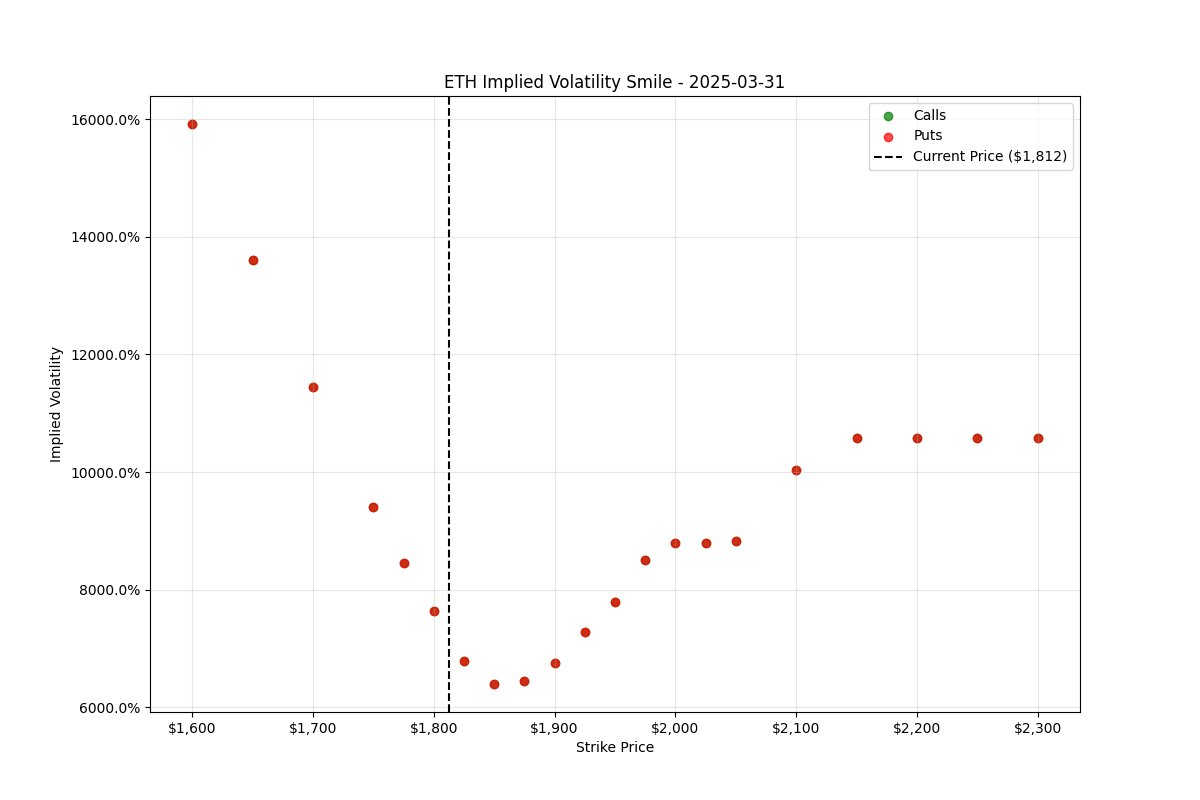 ETH Implied Volatility Smile - 2025-03-31
Calls
Puts
Current Price ($1,812)
16000.0%
14000.0%
12000.0%
10000.0%
8000.0%
6000.0%
Implied Volatility
$1,600
$1,700
$1,800
$1,900
$2,000
$2,100
$2,200
$2,300
Strike Price